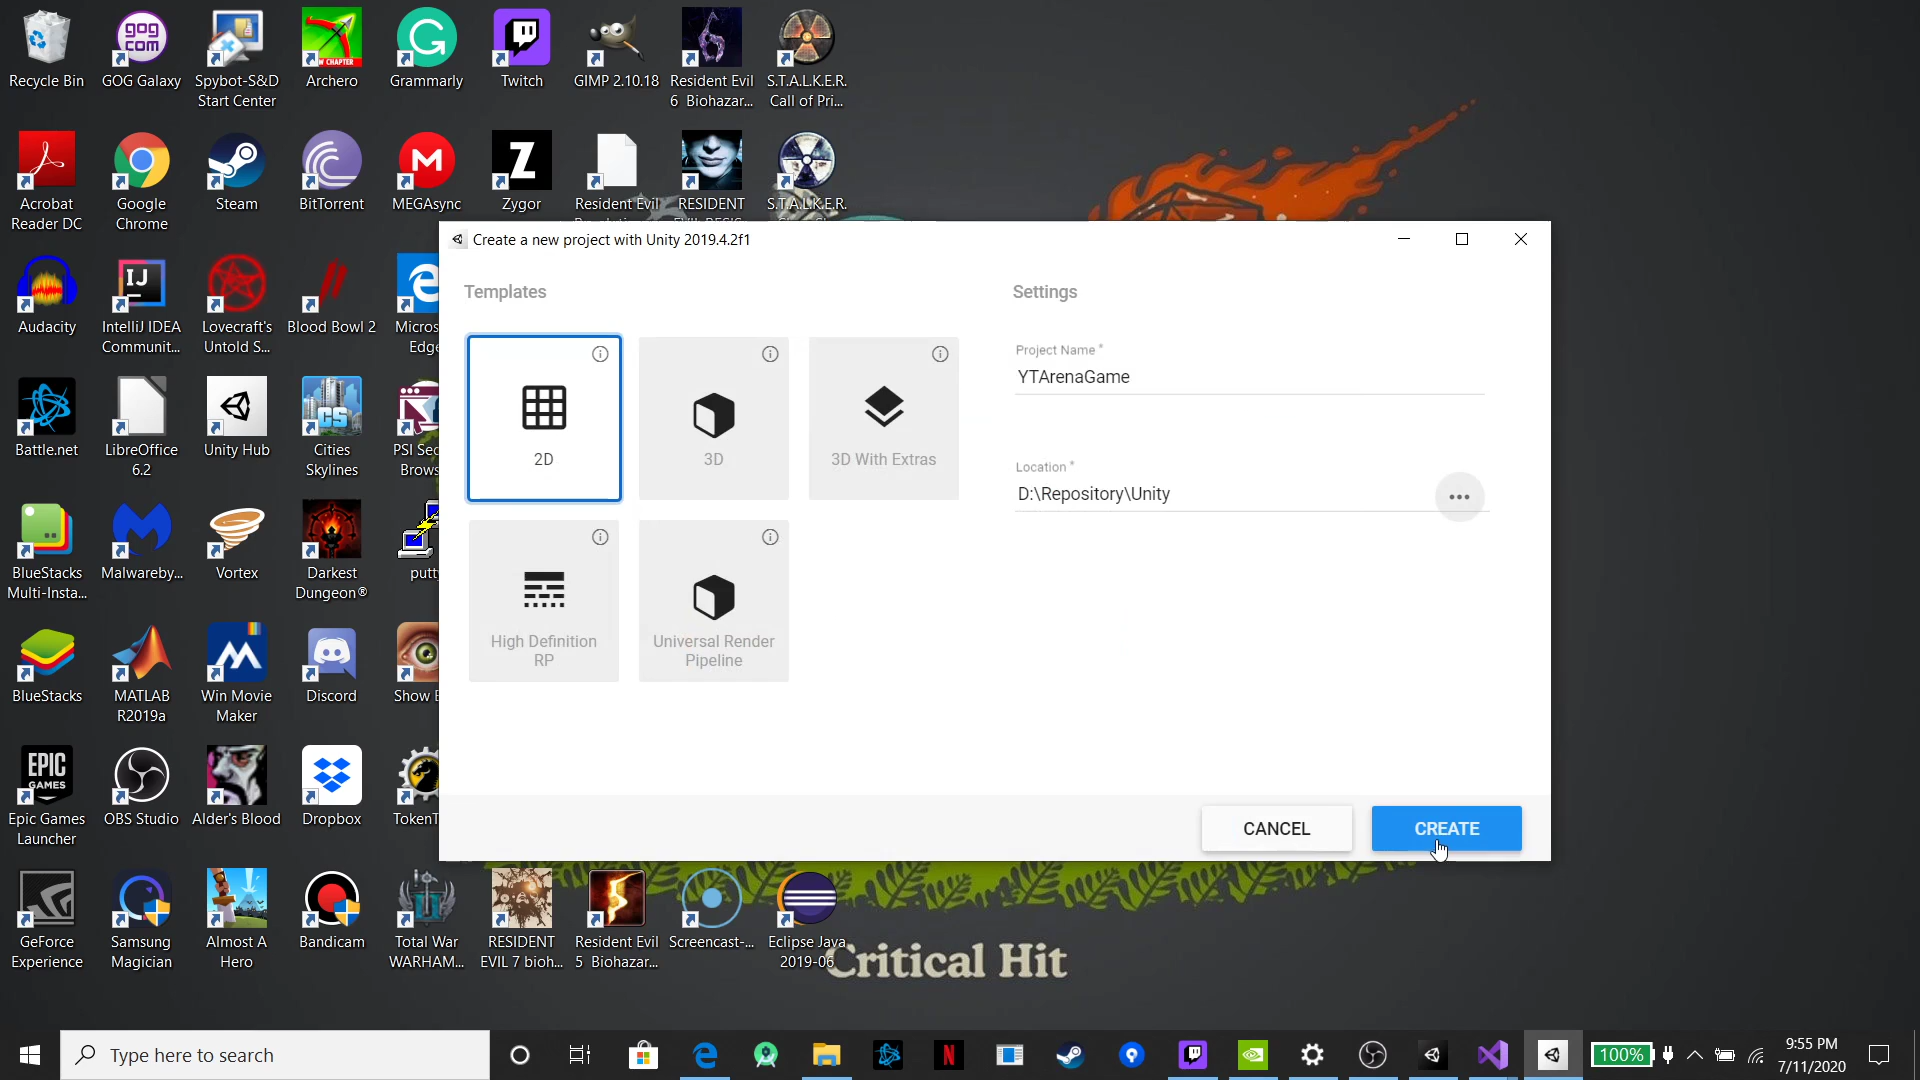 Recycle Bin
GOG Galaxy
Spybot-S&D
Start Center
Archero
Grammarly
Twitch
GIMP 2.10.18
Resident Evil
6 Biohazar...
S.T.A.L.K.E.R.
Call of Pri...
Acrobat
Reader DC
Google
Chrome
Steam
BitTorrent
MEGAsync
Zygor
Resident Evil
RESIDENT
S.T.A.L.K.E.R.
Create a new project with Unity 2019.4.2f1
Templates
2D
3D
3D With Extras
High Definition
RP
Universal Render
Pipeline
Settings
Project Name *
YTArenaGame
Location *
D:\Repository\Unity
...
CANCEL
CREATE
Audacity
IntelliJ IDEA
Communit...
Lovecraft's
Untold S...
Blood Bowl 2
Micros
Edge
Battle.net
LibreOffice
6.2
Unity Hub
Cities
Skylines
PSI Sec
Brows
BlueStacks
Multi-Insta...
Malwareby...
Vortex
Darkest
Dungeon®
putt
BlueStacks
MATLAB
R2019a
Win Movie
Maker
Discord
Show
Epic Games
Launcher
OBS Studio
Alder's Blood
Dropbox
TokenT
GeForce
Experience
Samsung
Magician
Almost A
Hero
Bandicam
Total War
WARHAM...
RESIDENT
EVIL 7 bioh...
Resident Evil
5 Biohazar...
Screencast-...
Eclipse Java
2019-06
Critical Hit
Type here to search
100%
9:55 PM
7/11/2020